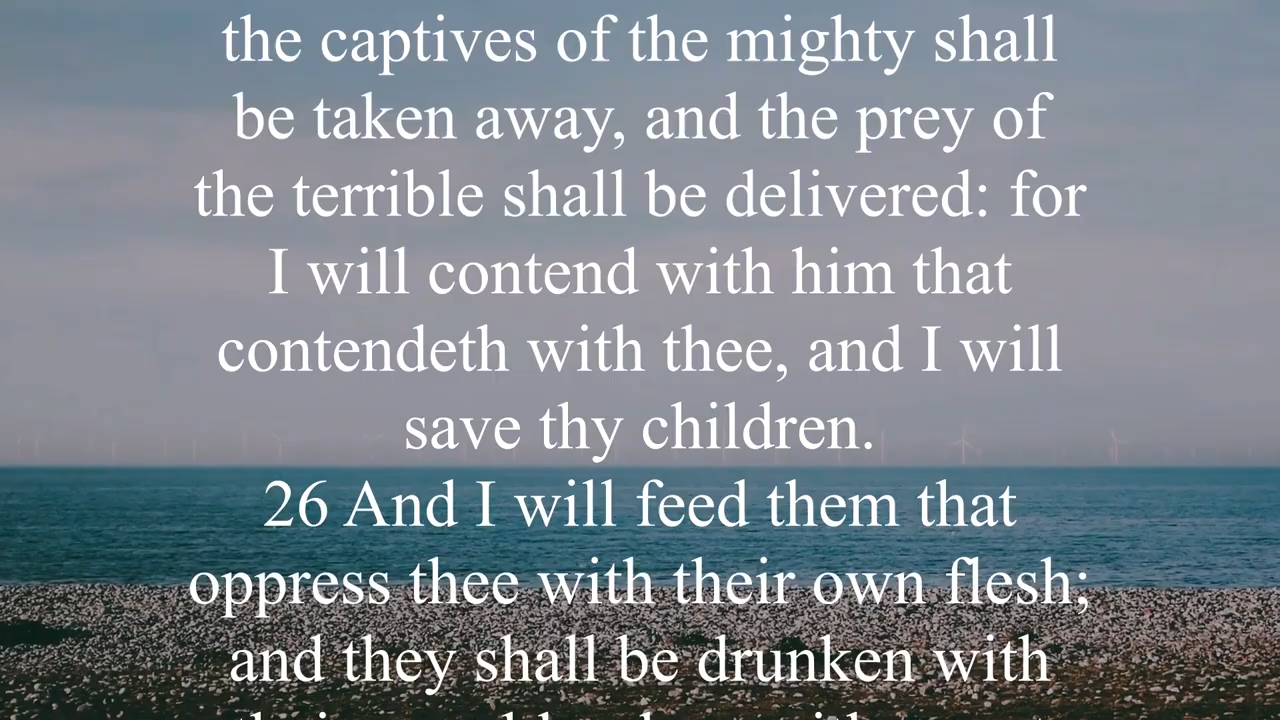 the captives of the mighty shall
be taken away, and the prey of
the terrible shall be delivered: for
I will contend with him that
contendeth with thee, and I will
save thy children.
26 And I will feed them that
oppress thee with their own flesh;
and they shall be drunken with